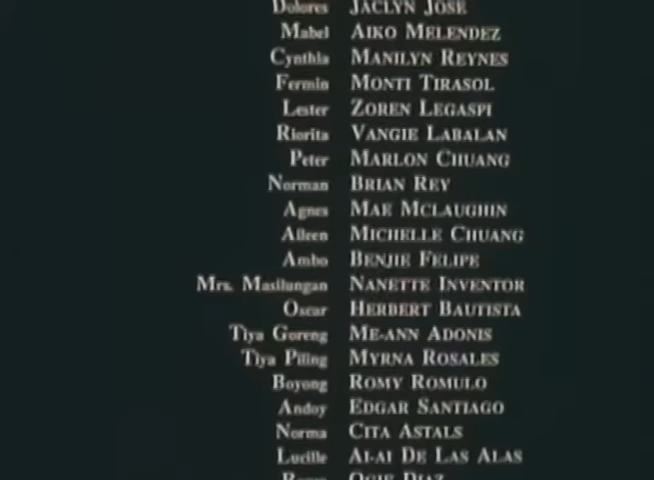 Dolores JACLYN JOSE
Mabel AIKO MELENDEZ
Cynthia MANILYN REYNES
Fermin MONTI TIRASOL
Lester ZOREN LEGASPI
Riorita VANGIE LABALAN
Peter MARLON CHUANG
Norman BRIAN REY
Agnes MAE MCLAUGHIN
Aileen MICHELLE CHUANG
Ambo BENJIE FELIPE
Mrs. Masilungan NANETTE INVENTOR
Oscar HERBERT BAUTISTA
Tiya Goreng ME-ANN ADONIS
Tiya Piling MYRNA ROSALES
Boyong ROMY ROMULO
Andoy EDGAR SANTIAGO
Norma CITA ASTALS
Lucille AI-AI DE LAS ALAS
OGIE DIAZ